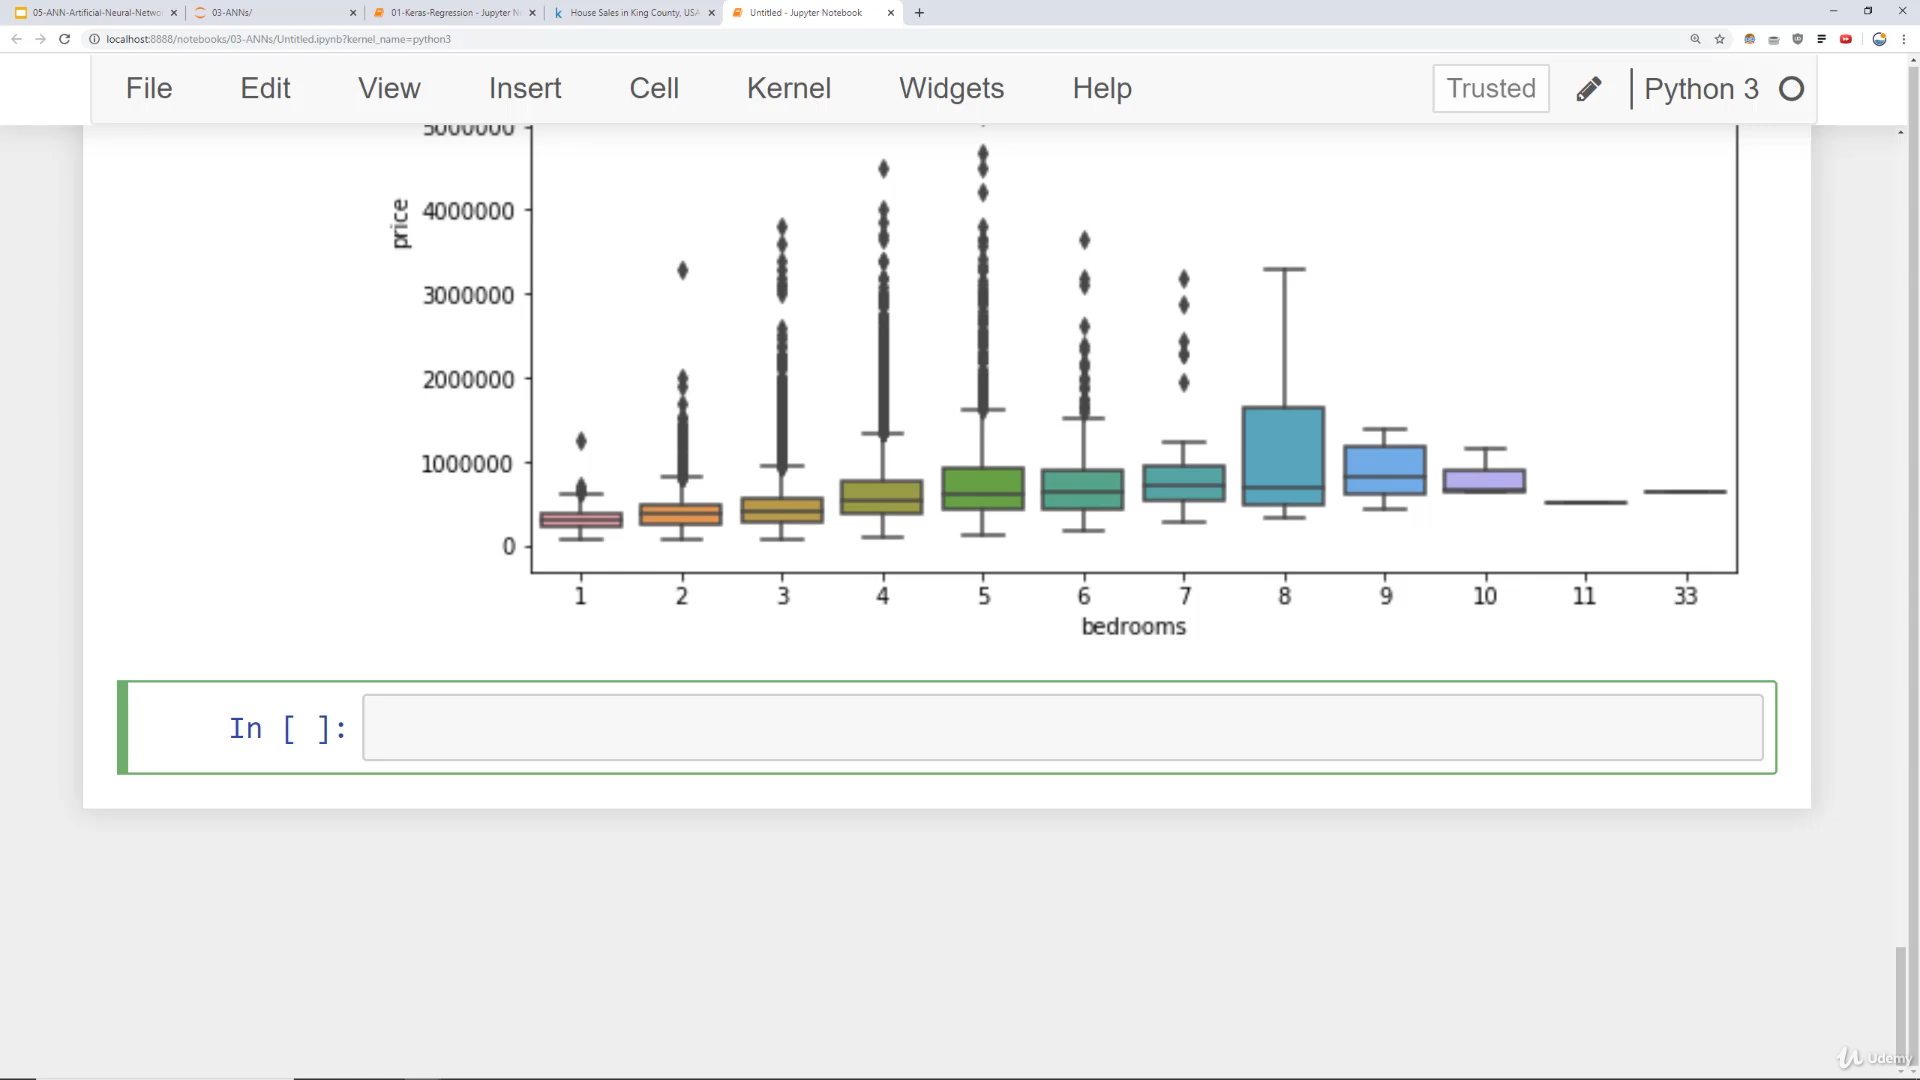 05-ANN-Artificial-Neural-Netwo
03-ANNs/
01-Keras-Regression - Jupyter N
House Sales in King County, USA
Untitled - Jupyter Notebook
localhost:8888/notebooks/03-ANNs/Untitled.ipynb?kernel_name=python3
File Edit View Insert Cell Kernel Widgets Help Trusted Python 3
5000000
4000000
3000000
2000000
1000000
0
price
1 2 3 4 5 6 7 8 9 10 11 33
bedrooms
In [ ]:
Udemy